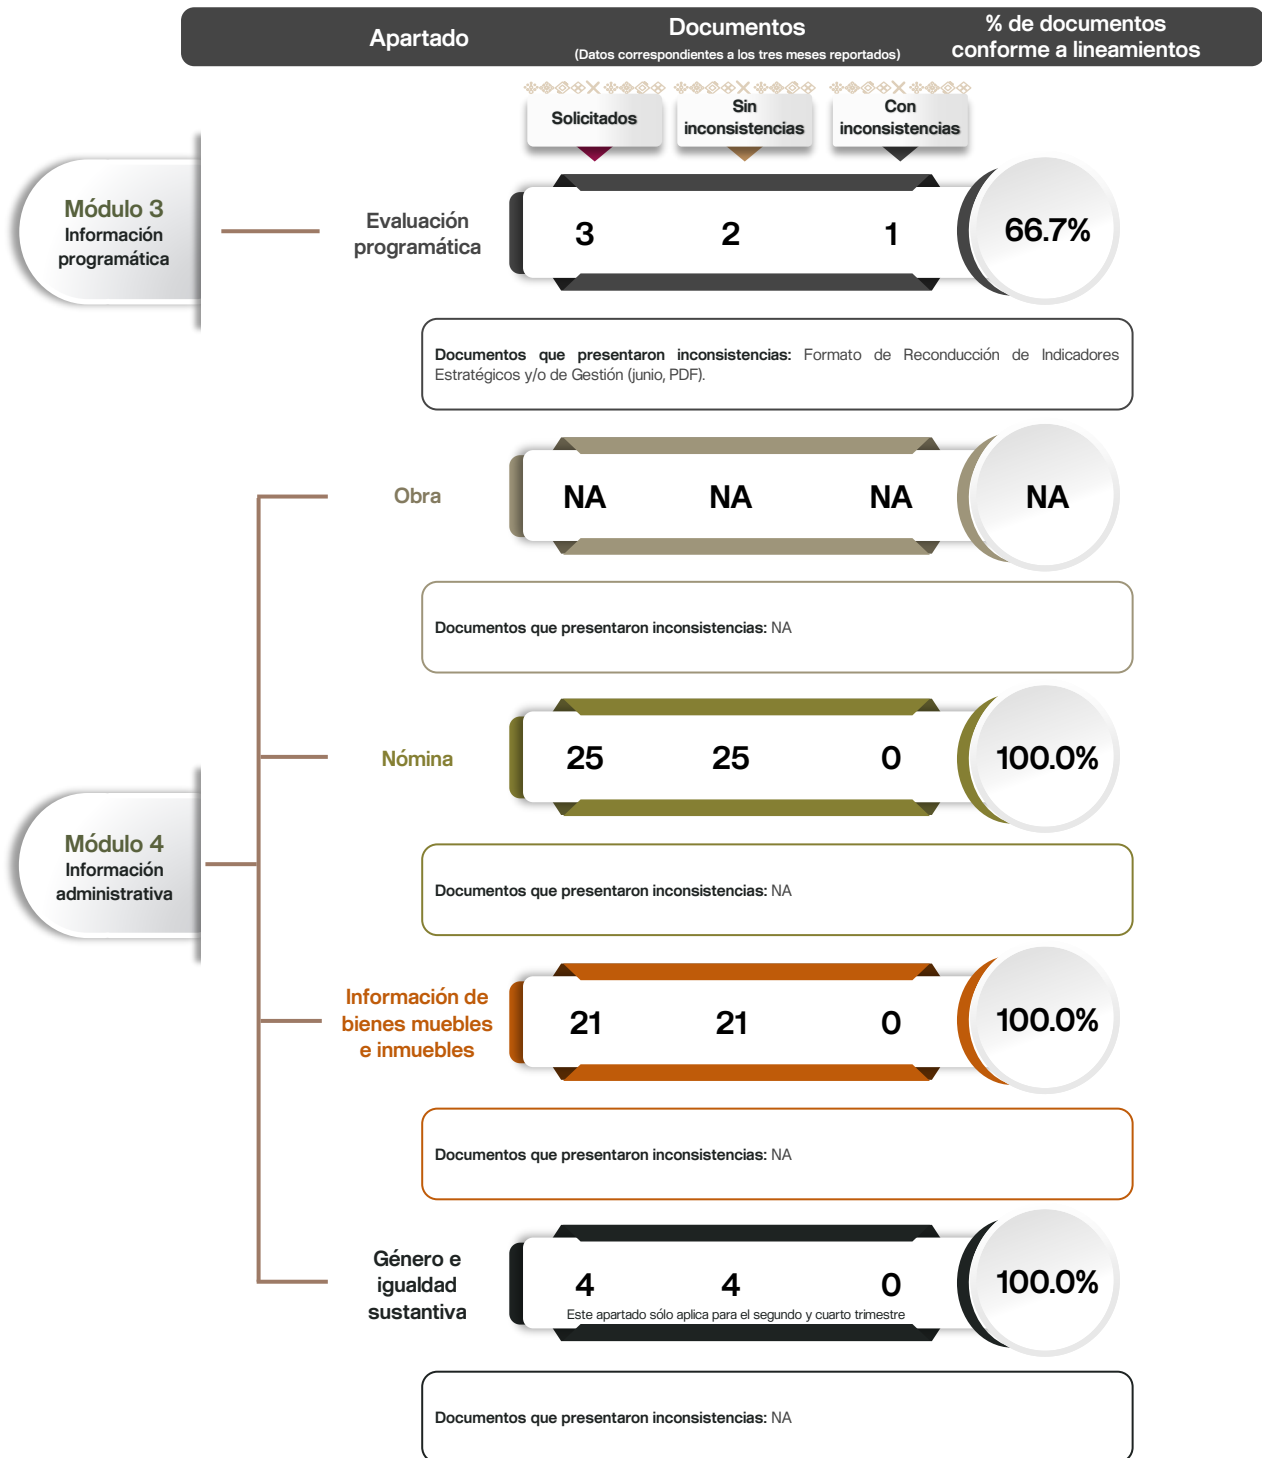 Apartado
Documentos
(Datos correspondientes a los tres meses reportados)
% de documentos
conforme a lineamientos
Solicitados
Sin
inconsistencias
Con
inconsistencias
Módulo 3
Información
programática
Evaluación
programática
3 2 1 66.7%
Documentos que presentaron inconsistencias: Formato de Reconducción de Indicadores
Estratégicos y/o de Gestión (junio, PDF).
Obra
NA NA NA NA
Documentos que presentaron inconsistencias: NA
Nómina
25 25 0 100.0%
Documentos que presentaron inconsistencias: NA
Módulo 4
Información
administrativa
Información de
bienes muebles
e inmuebles
21 21 0 100.0%
Documentos que presentaron inconsistencias: NA
Género e
igualdad
sustantiva
4 4 0 100.0%
Este apartado sólo aplica para el segundo y cuarto trimestre
Documentos que presentaron inconsistencias: NA